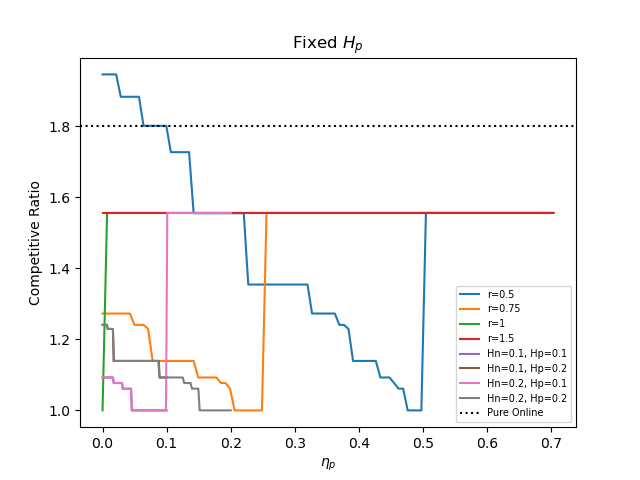 Fixed Hp
Competitive Ratio
1.8
1.6
1.4
1.2
1.0
0.0 0.1 0.2 0.3 0.4 0.5 0.6 0.7
ηp
r=0.5
r=0.75
r=1
r=1.5
Hn=0.1, Hp=0.1
Hn=0.1, Hp=0.2
Hn=0.2, Hp=0.1
Hn=0.2, Hp=0.2
Pure Online